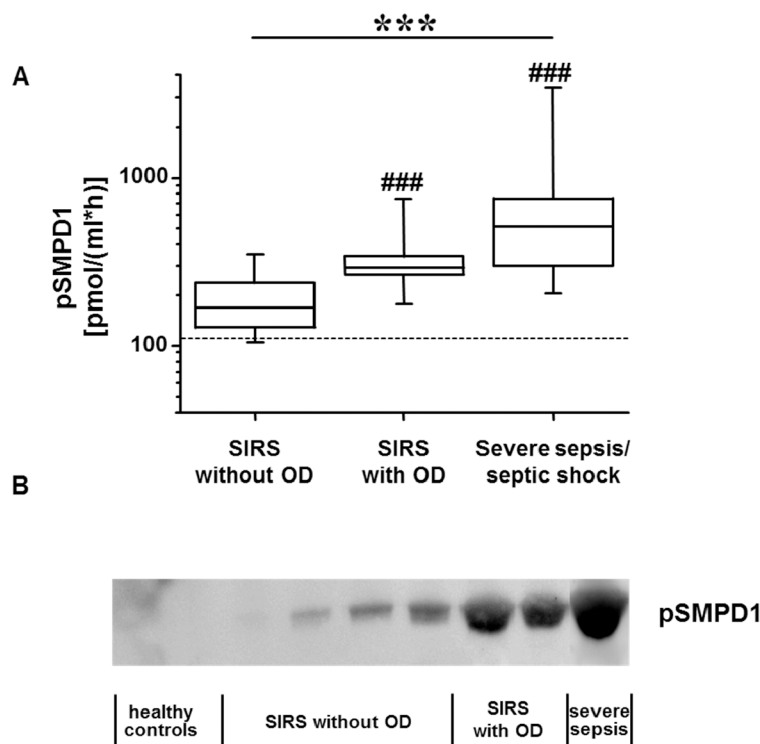 ***
A
###
###
1000
100
pSMPD1
[pmol/(ml*h)]
SIRS
without OD
SIRS
with OD
Severe sepsis/
septic shock
B
pSMPD1
healthy
controls
SIRS without OD
SIRS
with OD
severe
sepsis